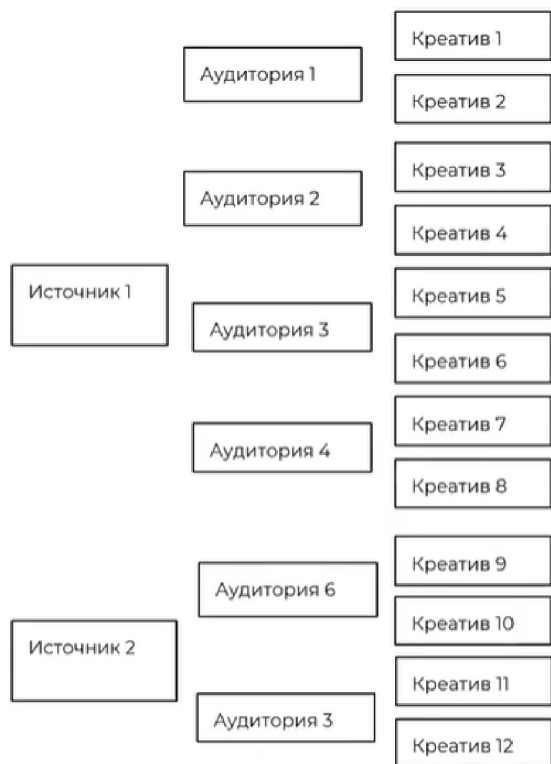 Креатив 1
Аудитория 1
Креатив 2
Креатив 3
Аудитория 2
Креатив 4
Источник 1
Креатив 5
Аудитория 3
Креатив 6
Креатив 7
Аудитория 4
Креатив 8
Креатив 9
Аудитория 6
Креатив 10
Источник 2
Креатив 11
Аудитория 3
Креатив 12